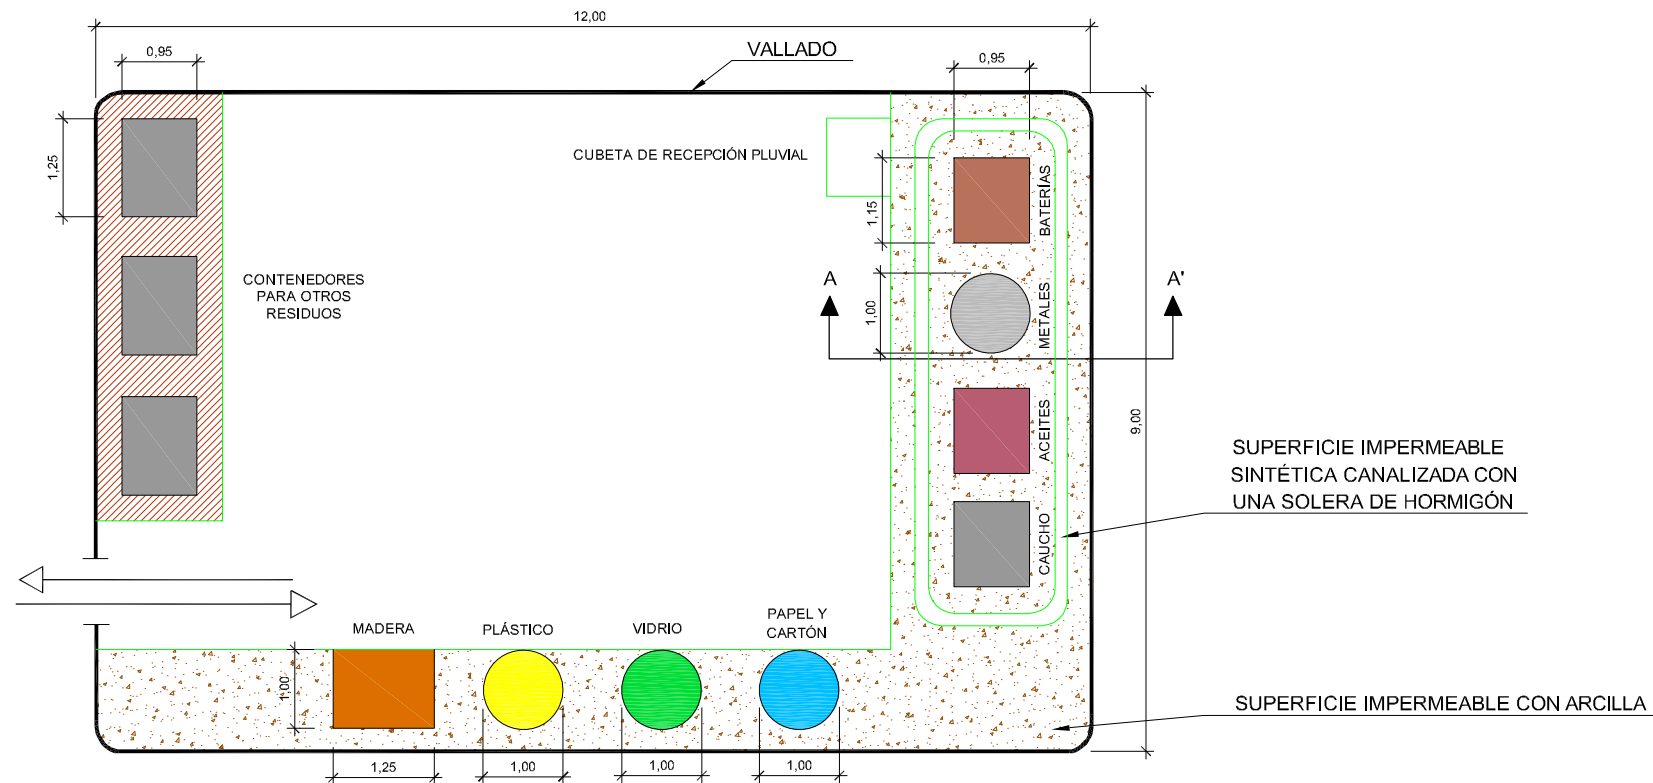 12,00
VALLADO
0,95
0,95
1,25
CUBETA DE RECEPCIÓN PLUVIAL
BATERÍAS
1,15
CONTENEDORES
PARA OTROS
RESIDUOS
A
A'
METALES
1,00
9,00
ACEITES
SUPERFICIE IMPERMEABLE
SINTÉTICA CANALIZADA CON
UNA SOLERA DE HORMIGÓN
CAUCHO
MADERA
PLÁSTICO
VIDRIO
PAPEL Y
CARTÓN
1,00
SUPERFICIE IMPERMEABLE CON ARCILLA
1,25
1,00
1,00
1,00